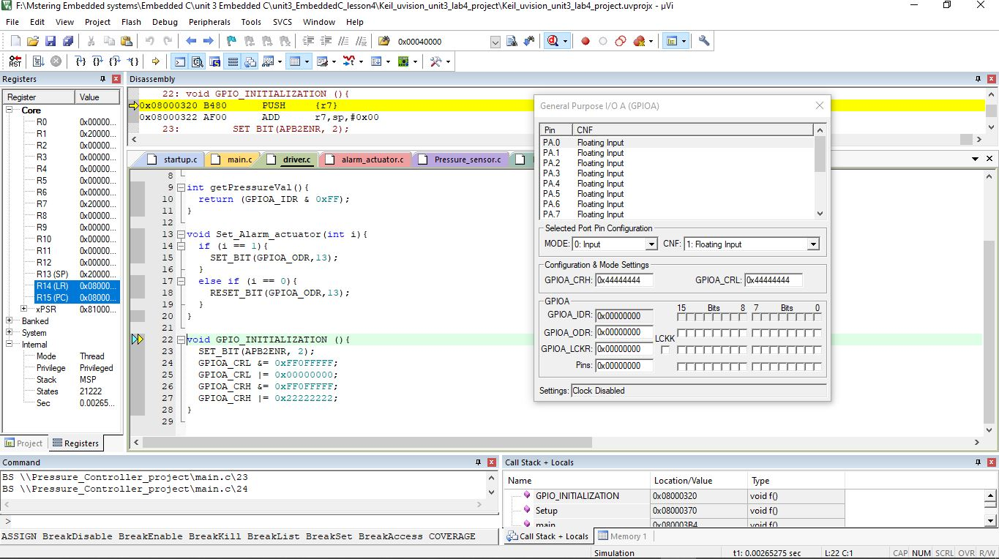 F:\Mstering Embedded systems\Embedded C\unit 3 Embedded C\unit3_EmbeddedC_lesson4\Keil_uvision_unit3_lab4_project\Keil_uvision_unit3_lab4_project.uvprojx - µVi
File Edit View Project Flash Debug Peripherals Tools SVCS Window Help
0x00040000
RST
Registers
Register Value
Core
R0 0x00000...
R1 0x20000...
R2 0x00000...
R3 0x00000...
R4 0x00000...
R5 0x00000...
R6 0x00000...
R7 0x20000...
R8 0x00000...
R9 0x00000...
R10 0x00000...
R11 0x00000...
R12 0x00000...
R13 (SP) 0x20000...
R14 (LR) 0x08000...
R15 (PC) 0x08000...
xPSR 0x81000...
Banked
System
Internal
Mode Thread
Privilege Privileged
Stack MSP
States 21222
Sec 0.00265...
Project Registers
Disassembly
22: void GPIO_INITIALIZATION (){
0x08000320 B480 PUSH {r7}
0x08000322 AF00 ADD r7,sp,#0x00
23: SET_BIT(APB2ENR, 2);
startup.c main.c driver.c alarm_actuator.c Pressure_sensor.c
8
9 int getPressureVal(){
10 return (GPIOA_IDR & 0xFF);
11 }
12
13 void Set_Alarm_actuator(int i){
14 if (i == 1){
15 SET_BIT(GPIOA_ODR,13);
16 }
17 else if (i == 0){
18 RESET_BIT(GPIOA_ODR,13);
19 }
20 }
21
22 void GPIO_INITIALIZATION (){
23 SET_BIT(APB2ENR, 2);
24 GPIOA_CRL &= 0xFF0FFFFF;
25 GPIOA_CRL |= 0x00000000;
26 GPIOA_CRH &= 0xFF0FFFFF;
27 GPIOA_CRH |= 0x22222222;
28 }
29
General Purpose I/O A (GPIOA)
Pin CNF
PA.0 Floating Input
PA.1 Floating Input
PA.2 Floating Input
PA.3 Floating Input
PA.4 Floating Input
PA.5 Floating Input
PA.6 Floating Input
PA.7 Floating Input
Selected Port Pin Configuration
MODE: 0: Input CNF: 1: Floating Input
Configuration & Mode Settings
GPIOA_CRH: 0x44444444 GPIOA_CRL: 0x44444444
GPIOA
15 Bits 8 7 Bits 0
GPIOA_IDR: 0x00000000
GPIOA_ODR: 0x00000000
LCKK
GPIOA_LCKR: 0x00000000
Pins: 0x00000000
Settings: Clock Disabled
Command
BS \\Pressure_Controller_project\main.c\23
BS \\Pressure_Controller_project\main.c\24
>
ASSIGN BreakDisable BreakEnable BreakKill BreakList BreakSet BreakAccess COVERAGE
Call Stack + Locals
Name Location/Value Type
GPIO_INITIALIZATION 0x08000320 void f()
Setup 0x08000370 void f()
main 0x080003B4 void f()
Call Stack + Locals Memory 1
Simulation t1: 0.00265275 sec L:22 C:1 CAP NUM SCRL OVR R/W